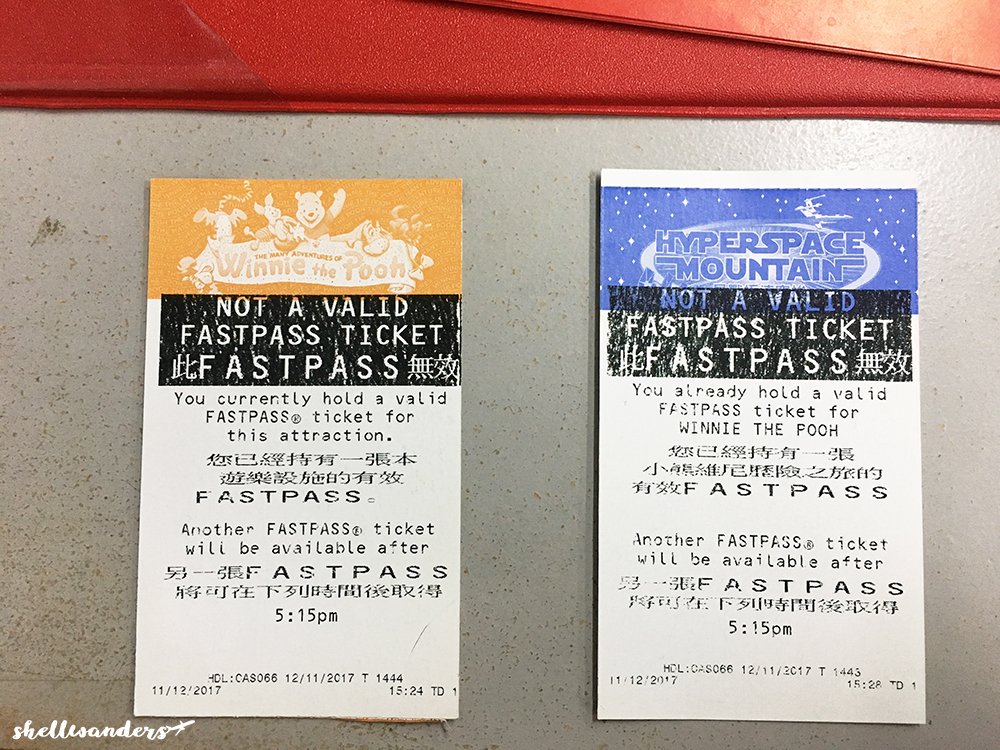 THE MANY ADVENTURES OF
Winnie the Pooh
NOT A VALID
FASTPASS TICKET
此FASTPASS無效
You currently hold a valid
FASTPASS® ticket for
this attraction.
您已經持有一張本
遊樂設施的有效
FASTPASS。
Another FASTPASS® ticket
will be available after
另一張FASTPASS
將可在下列時間後取得
5:15pm
HDL:CAS066 12/11/2017 T 1444
11/12/2017 15:24 TD 1
HYPERSPACE
MOUNTAIN
NOT A VALID
FASTPASS TICKET
此FASTPASS無效
You already hold a valid
FASTPASS ticket for
WINNIE THE POOH
您已經持有一張
小熊維尼歷險之旅的
有效FASTPASS
Another FASTPASS® ticket
will be available after
另一張FASTPASS
將可在下列時間後取得
5:15pm
HDL:CAS066 12/11/2017 T 1443
11/12/2017 15:28 TD 1
shellwanders